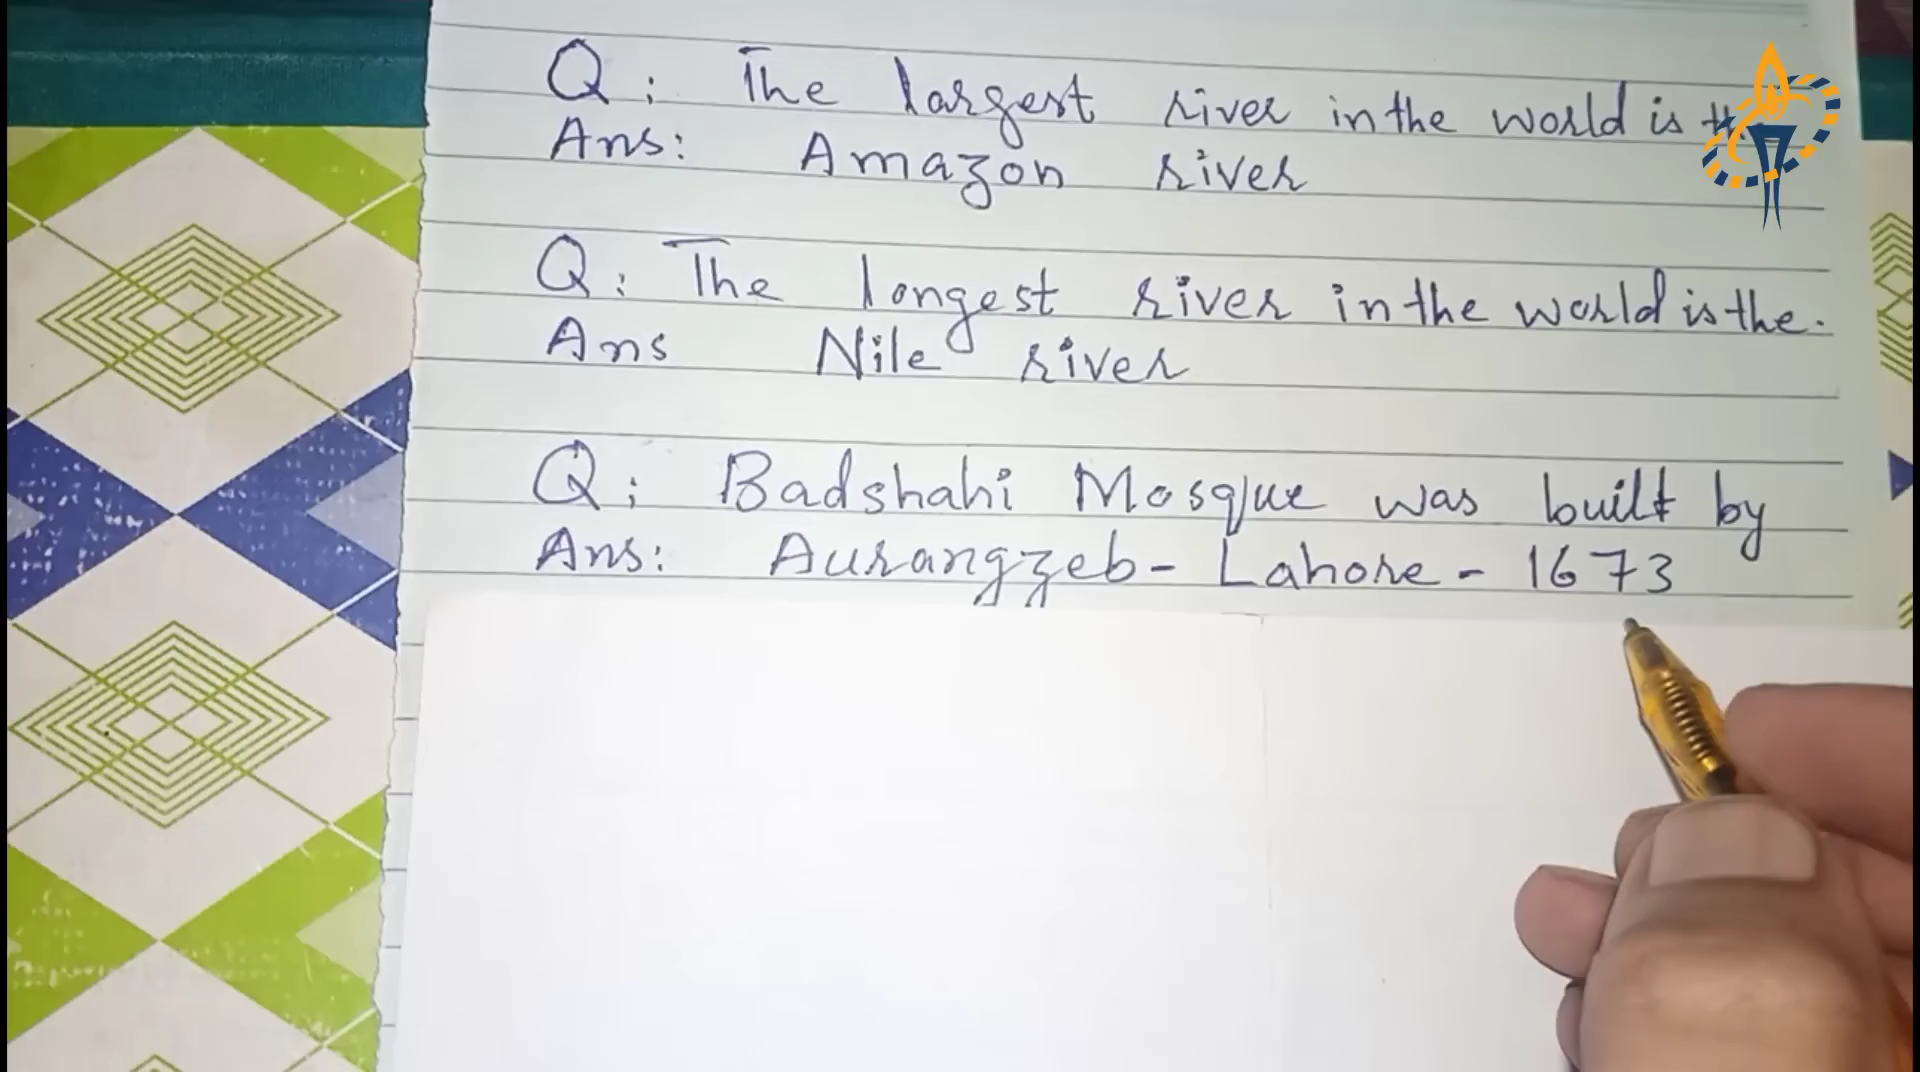 Q: The largest river in the world is
Ans: Amazon river
Q: The longest river in the world is the.
Ans Nile river
Q: Badshahi Mosque was built by
Ans: Aurangzeb - Lahore - 1673